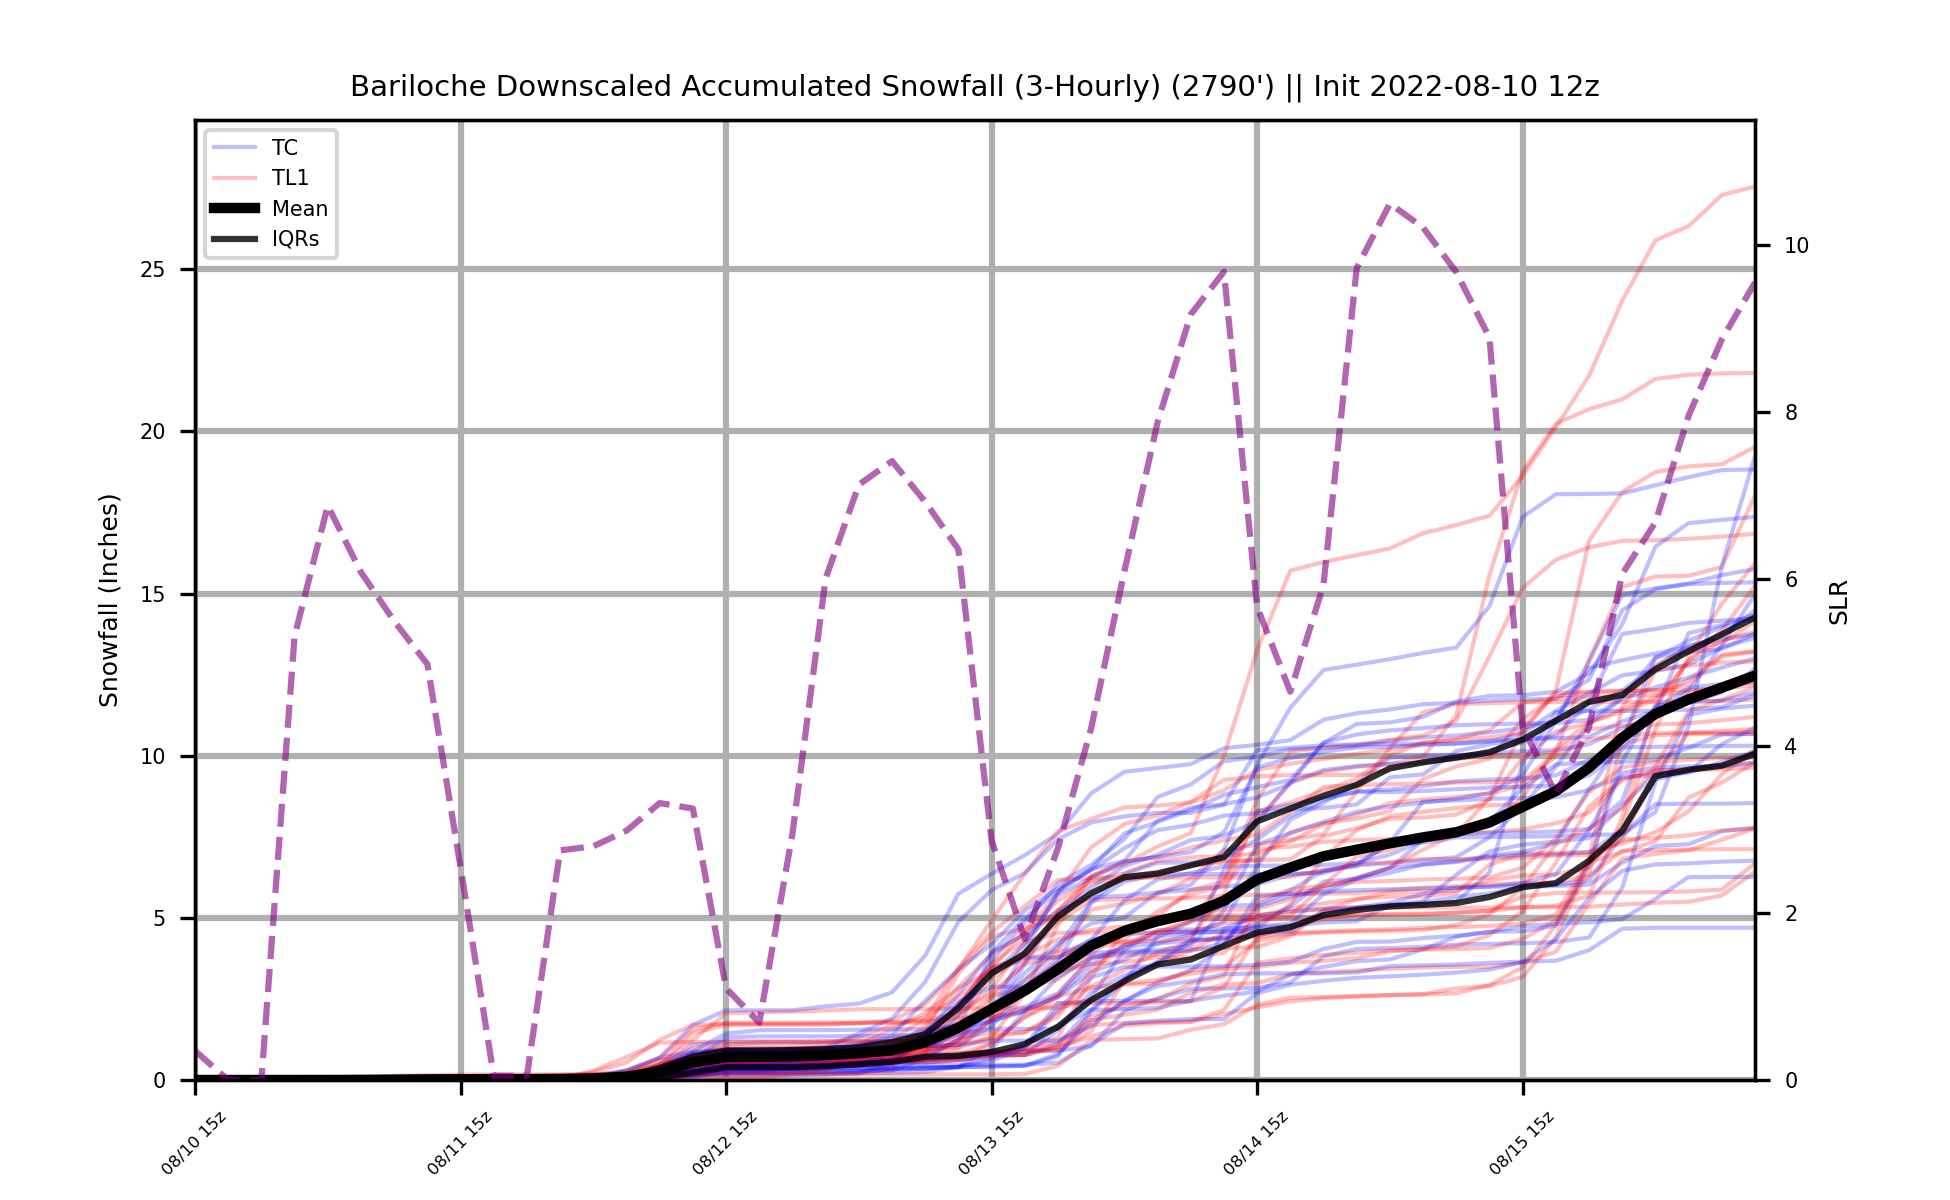 Bariloche Downscaled Accumulated Snowfall (3-Hourly) (2790') || Init 2022-08-10 12z
TC
TL1
Mean
IQRs
25
20
15
10
5
0
Snowfall (Inches)
10
8
6
4
2
0
SLR
08/10 15z
08/11 15z
08/12 15z
08/13 15z
08/14 15z
08/15 15z